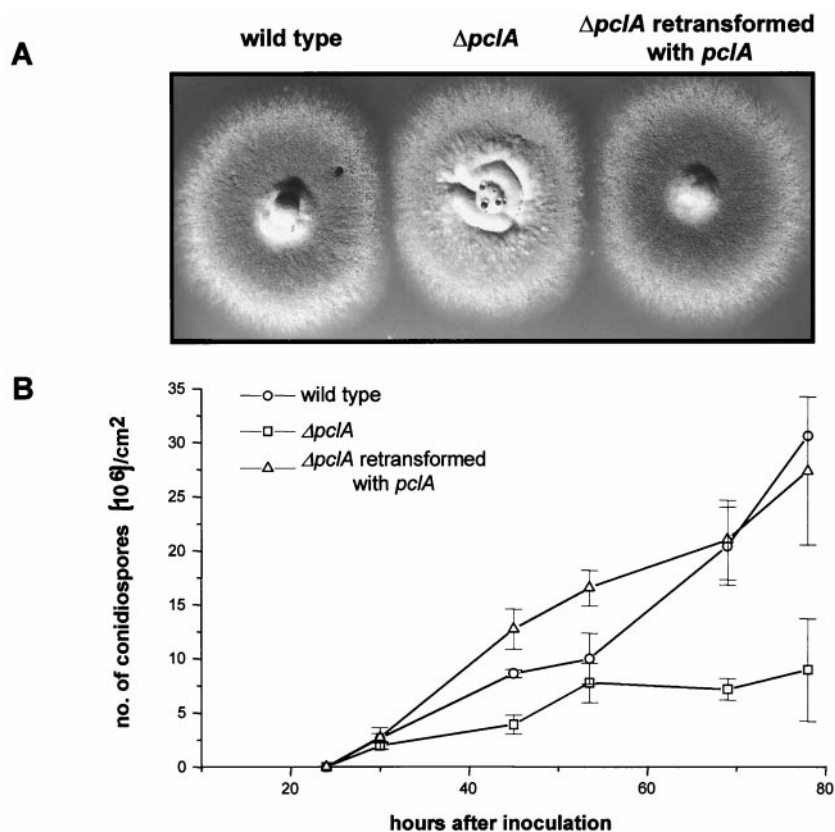 A
wild type
ΔpclA
ΔpclA retransformed
with pclA
B
no. of conidiospores [10⁶]/cm²
35
30
25
20
15
10
5
0
wild type
ΔpclA
ΔpclA retransformed
with pclA
20
40
60
80
hours after inoculation